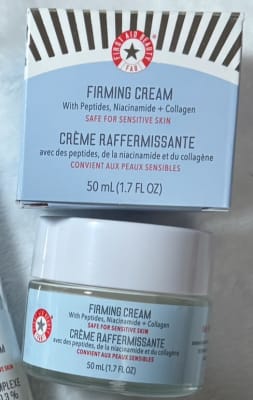 FIRST AID BEAUTY
FAB
FIRMING CREAM
With Peptides, Niacinamide + Collagen
SAFE FOR SENSITIVE SKIN
CRÈME RAFFERMISSANTE
avec des peptides, de la niacinamide et du collagène
CONVIENT AUX PEAUX SENSIBLES
50 mL (1.7 FL OZ)
FIRMING CREAM
With Peptides, Niacinamide + Collagen
SAFE FOR SENSITIVE SKIN
CRÈME RAFFERMISSANTE
avec des peptides, de la niacinamide et du collagène
CONVIENT AUX PEAUX SENSIBLES
50 mL (1.7 FL OZ)